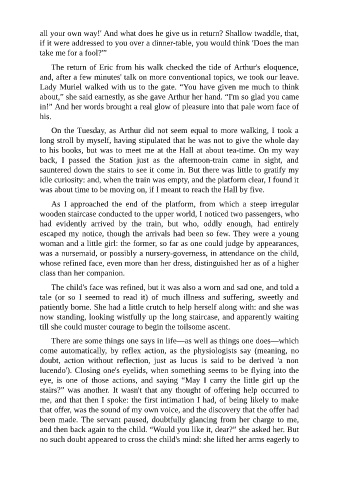 all your own way!' And what does he give us in return? Shallow twaddle, that,
if it were addressed to you over a dinner-table, you would think 'Does the man
take me for a fool?'”
The return of Eric from his walk checked the tide of Arthur's eloquence,
and, after a few minutes' talk on more conventional topics, we took our leave.
Lady Muriel walked with us to the gate. “You have given me much to think
about,” she said earnestly, as she gave Arthur her hand. “I'm so glad you came
in!” And her words brought a real glow of pleasure into that pale worn face of
his.
On the Tuesday, as Arthur did not seem equal to more walking, I took a
long stroll by myself, having stipulated that he was not to give the whole day
to his books, but was to meet me at the Hall at about tea-time. On my way
back, I passed the Station just as the afternoon-train came in sight, and
sauntered down the stairs to see it come in. But there was little to gratify my
idle curiosity: and, when the train was empty, and the platform clear, I found it
was about time to be moving on, if I meant to reach the Hall by five.
As I approached the end of the platform, from which a steep irregular
wooden staircase conducted to the upper world, I noticed two passengers, who
had evidently arrived by the train, but who, oddly enough, had entirely
escaped my notice, though the arrivals had been so few. They were a young
woman and a little girl: the former, so far as one could judge by appearances,
was a nursemaid, or possibly a nursery-governess, in attendance on the child,
whose refined face, even more than her dress, distinguished her as of a higher
class than her companion.
The child's face was refined, but it was also a worn and sad one, and told a
tale (or so I seemed to read it) of much illness and suffering, sweetly and
patiently borne. She had a little crutch to help herself along with: and she was
now standing, looking wistfully up the long staircase, and apparently waiting
till she could muster courage to begin the toilsome ascent.
There are some things one says in life—as well as things one does—which
come automatically, by reflex action, as the physiologists say (meaning, no
doubt, action without reflection, just as lucus is said to be derived 'a non
lucendo'). Closing one's eyelids, when something seems to be flying into the
eye, is one of those actions, and saying “May I carry the little girl up the
stairs?” was another. It wasn't that any thought of offering help occurred to
me, and that then I spoke: the first intimation I had, of being likely to make
that offer, was the sound of my own voice, and the discovery that the offer had
been made. The servant paused, doubtfully glancing from her charge to me,
and then back again to the child. “Would you like it, dear?” she asked her. But
no such doubt appeared to cross the child's mind: she lifted her arms eagerly to